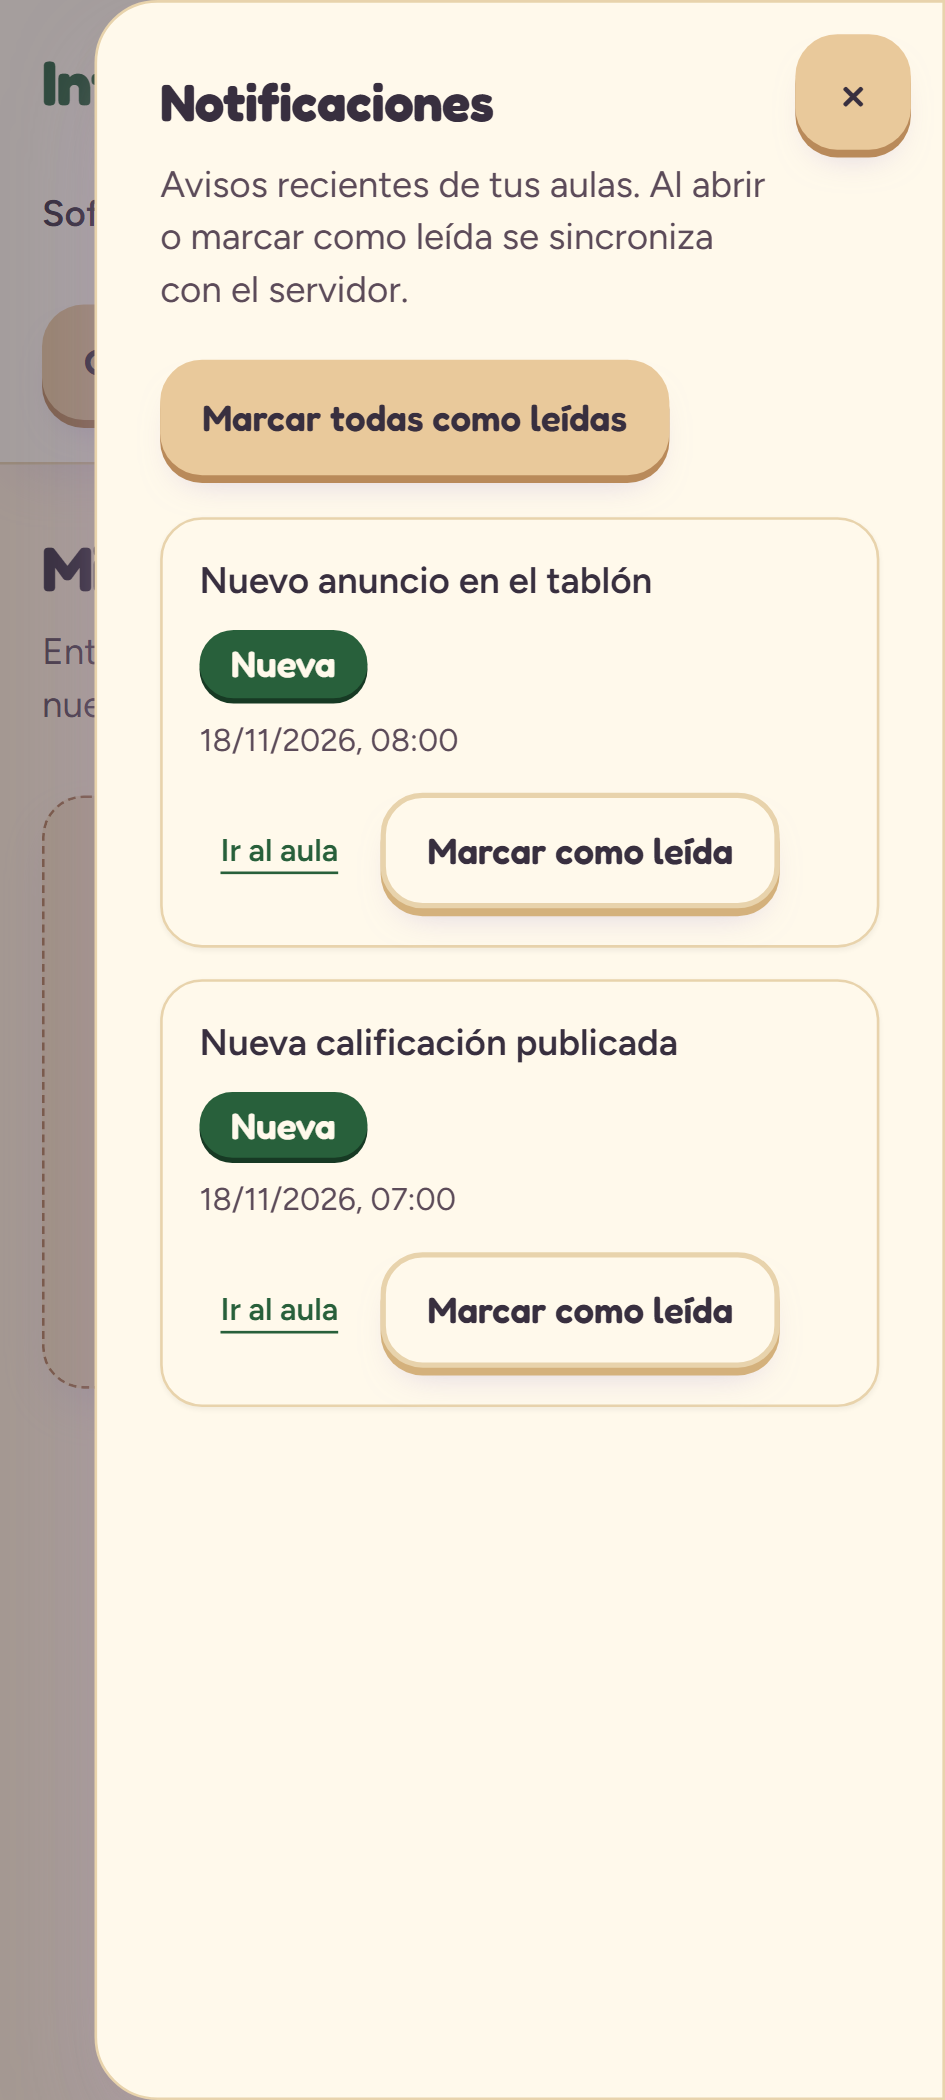 Notificaciones
×
Avisos recientes de tus aulas. Al abrir
o marcar como leída se sincroniza
con el servidor.
Marcar todas como leídas
Nuevo anuncio en el tablón
Nueva
18/11/2026, 08:00
Ir al aula
Marcar como leída
Nueva calificación publicada
Nueva
18/11/2026, 07:00
Ir al aula
Marcar como leída